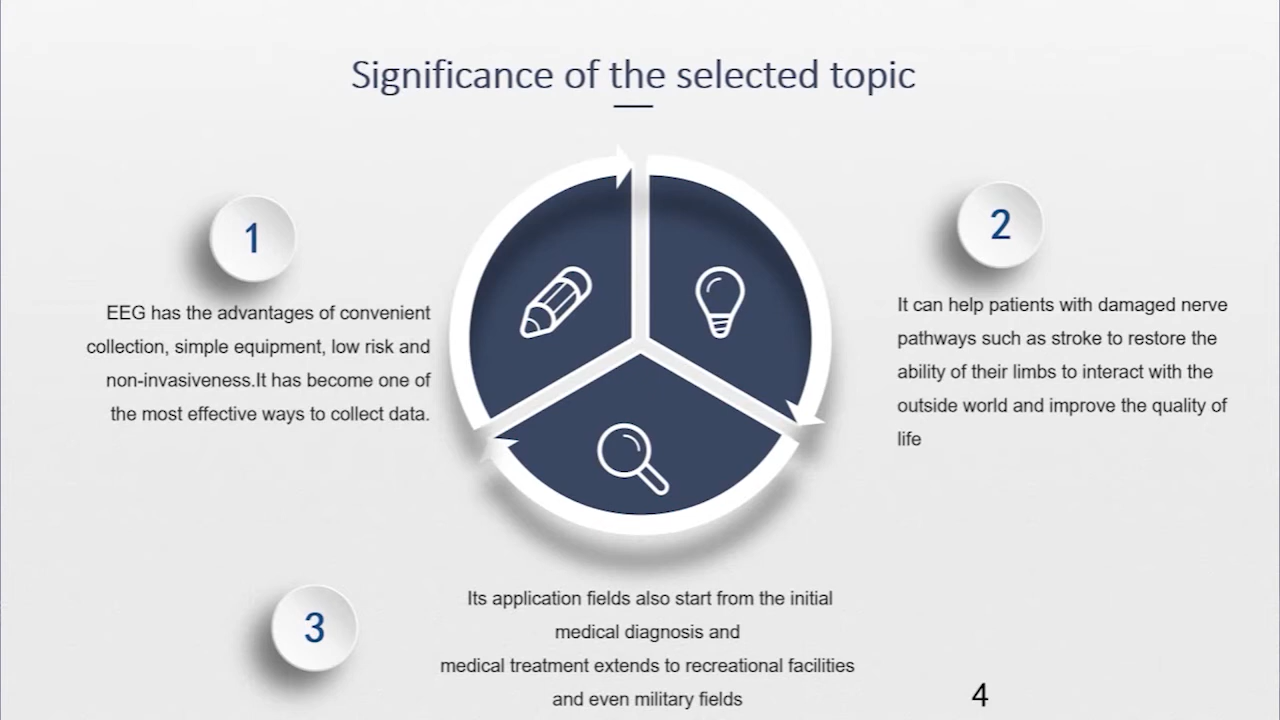 Significance of the selected topic
1
EEG has the advantages of convenient
collection, simple equipment, low risk and
non-invasiveness.It has become one of
the most effective ways to collect data.
2
It can help patients with damaged nerve
pathways such as stroke to restore the
ability of their limbs to interact with the
outside world and improve the quality of
life
3
Its application fields also start from the initial
medical diagnosis and
medical treatment extends to recreational facilities
and even military fields
4